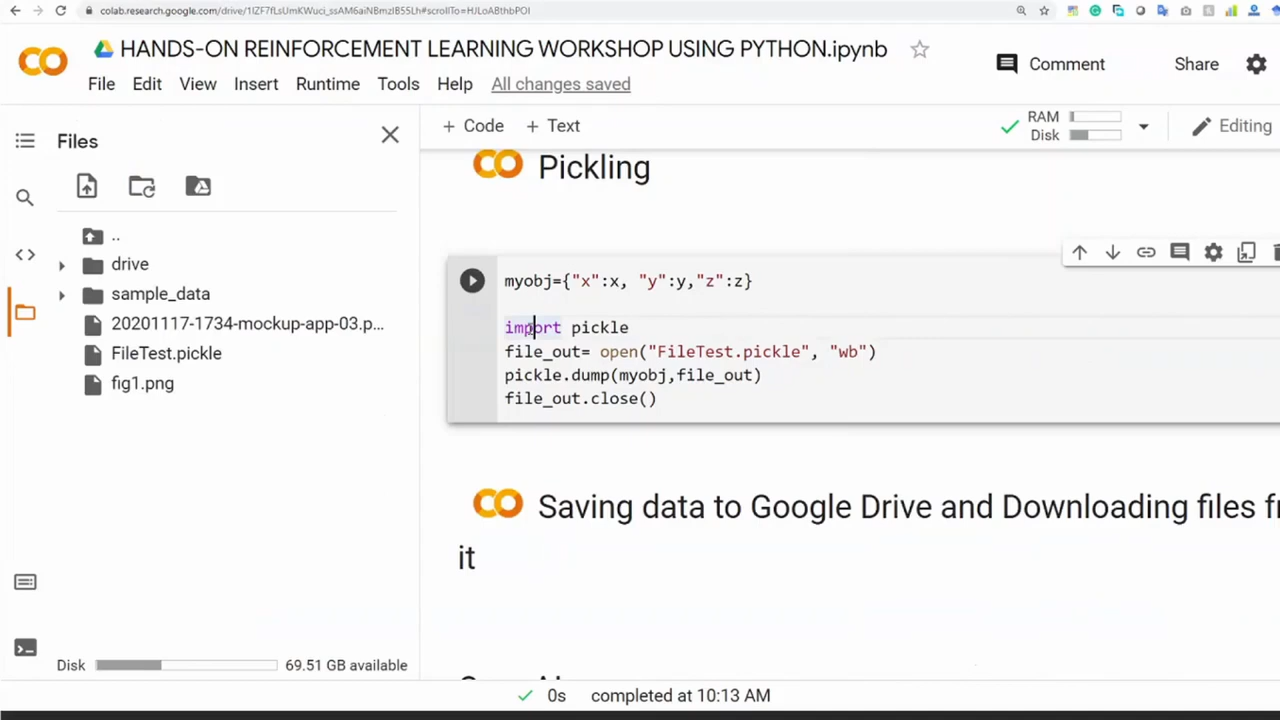 colab.research.google.com/drive/1IZF7fLsUmKWuci_ssAM6aiNBmzIB55Lh#scrollTo=HJLoABthbPOI
HANDS-ON REINFORCEMENT LEARNING WORKSHOP USING PYTHON.ipynb
Comment
Share
File Edit View Insert Runtime Tools Help All changes saved
Files
+ Code + Text
RAM
Disk
Editing
Pickling
..
drive
sample_data
20201117-1734-mockup-app-03.p...
FileTest.pickle
fig1.png
myobj={"x":x, "y":y,"z":z}
import pickle
file_out= open("FileTest.pickle", "wb")
pickle.dump(myobj,file_out)
file_out.close()
Saving data to Google Drive and Downloading files fr
it
Disk 69.51 GB available
0s completed at 10:13 AM